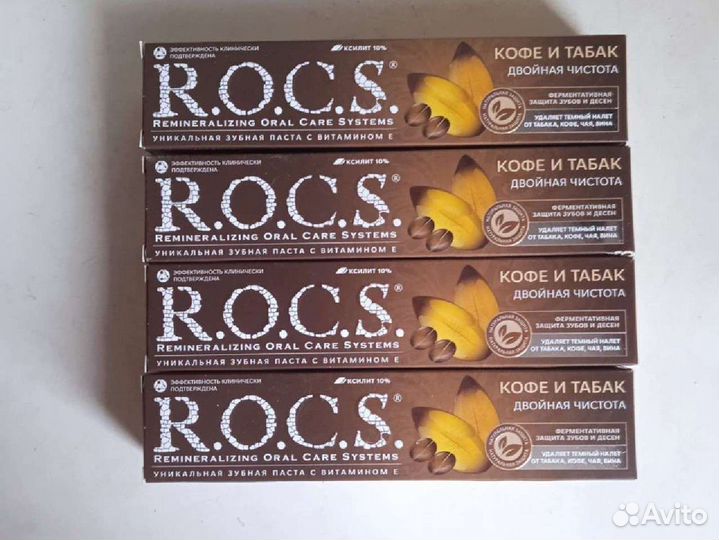 ЭФФЕКТИВНОСТЬ КЛИНИЧЕСКИ
ПОДТВЕРЖДЕНА
КСИЛИТ 10%
R.O.C.S.®
REMINERALIZING ORAL CARE SYSTEMS
УНИКАЛЬНАЯ ЗУБНАЯ ПАСТА С ВИТАМИНОМ Е
КОФЕ И ТАБАК
ДВОЙНАЯ ЧИСТОТА
ФЕРМЕНТАТИВНАЯ
ЗАЩИТА ЗУБОВ И ДЕСЕН
УДАЛЯЕТ ТЕМНЫЙ НАЛЕТ
ОТ ТАБАКА, КОФЕ, ЧАЯ, ВИНА
ЭФФЕКТИВНОСТЬ КЛИНИЧЕСКИ
ПОДТВЕРЖДЕНА
КСИЛИТ 10%
R.O.C.S.®
REMINERALIZING ORAL CARE SYSTEMS
УНИКАЛЬНАЯ ЗУБНАЯ ПАСТА С ВИТАМИНОМ Е
КОФЕ И ТАБАК
ДВОЙНАЯ ЧИСТОТА
ФЕРМЕНТАТИВНАЯ
ЗАЩИТА ЗУБОВ И ДЕСЕН
УДАЛЯЕТ ТЕМНЫЙ НАЛЕТ
ОТ ТАБАКА, КОФЕ, ЧАЯ, ВИНА
ЭФФЕКТИВНОСТЬ КЛИНИЧЕСКИ
ПОДТВЕРЖДЕНА
КСИЛИТ 10%
R.O.C.S.®
REMINERALIZING ORAL CARE SYSTEMS
УНИКАЛЬНАЯ ЗУБНАЯ ПАСТА С ВИТАМИНОМ Е
КОФЕ И ТАБАК
ДВОЙНАЯ ЧИСТОТА
ФЕРМЕНТАТИВНАЯ
ЗАЩИТА ЗУБОВ И ДЕСЕН
УДАЛЯЕТ ТЕМНЫЙ НАЛЕТ
ОТ ТАБАКА, КОФЕ, ЧАЯ, ВИНА
ЭФФЕКТИВНОСТЬ КЛИНИЧЕСКИ
ПОДТВЕРЖДЕНА
КСИЛИТ 10%
R.O.C.S.®
REMINERALIZING ORAL CARE SYSTEMS
УНИКАЛЬНАЯ ЗУБНАЯ ПАСТА С ВИТАМИНОМ Е
КОФЕ И ТАБАК
ДВОЙНАЯ ЧИСТОТА
ФЕРМЕНТАТИВНАЯ
ЗАЩИТА ЗУБОВ И ДЕСЕН
УДАЛЯЕТ ТЕМНЫЙ НАЛЕТ
ОТ ТАБАКА, КОФЕ, ЧАЯ, ВИНА
Avito